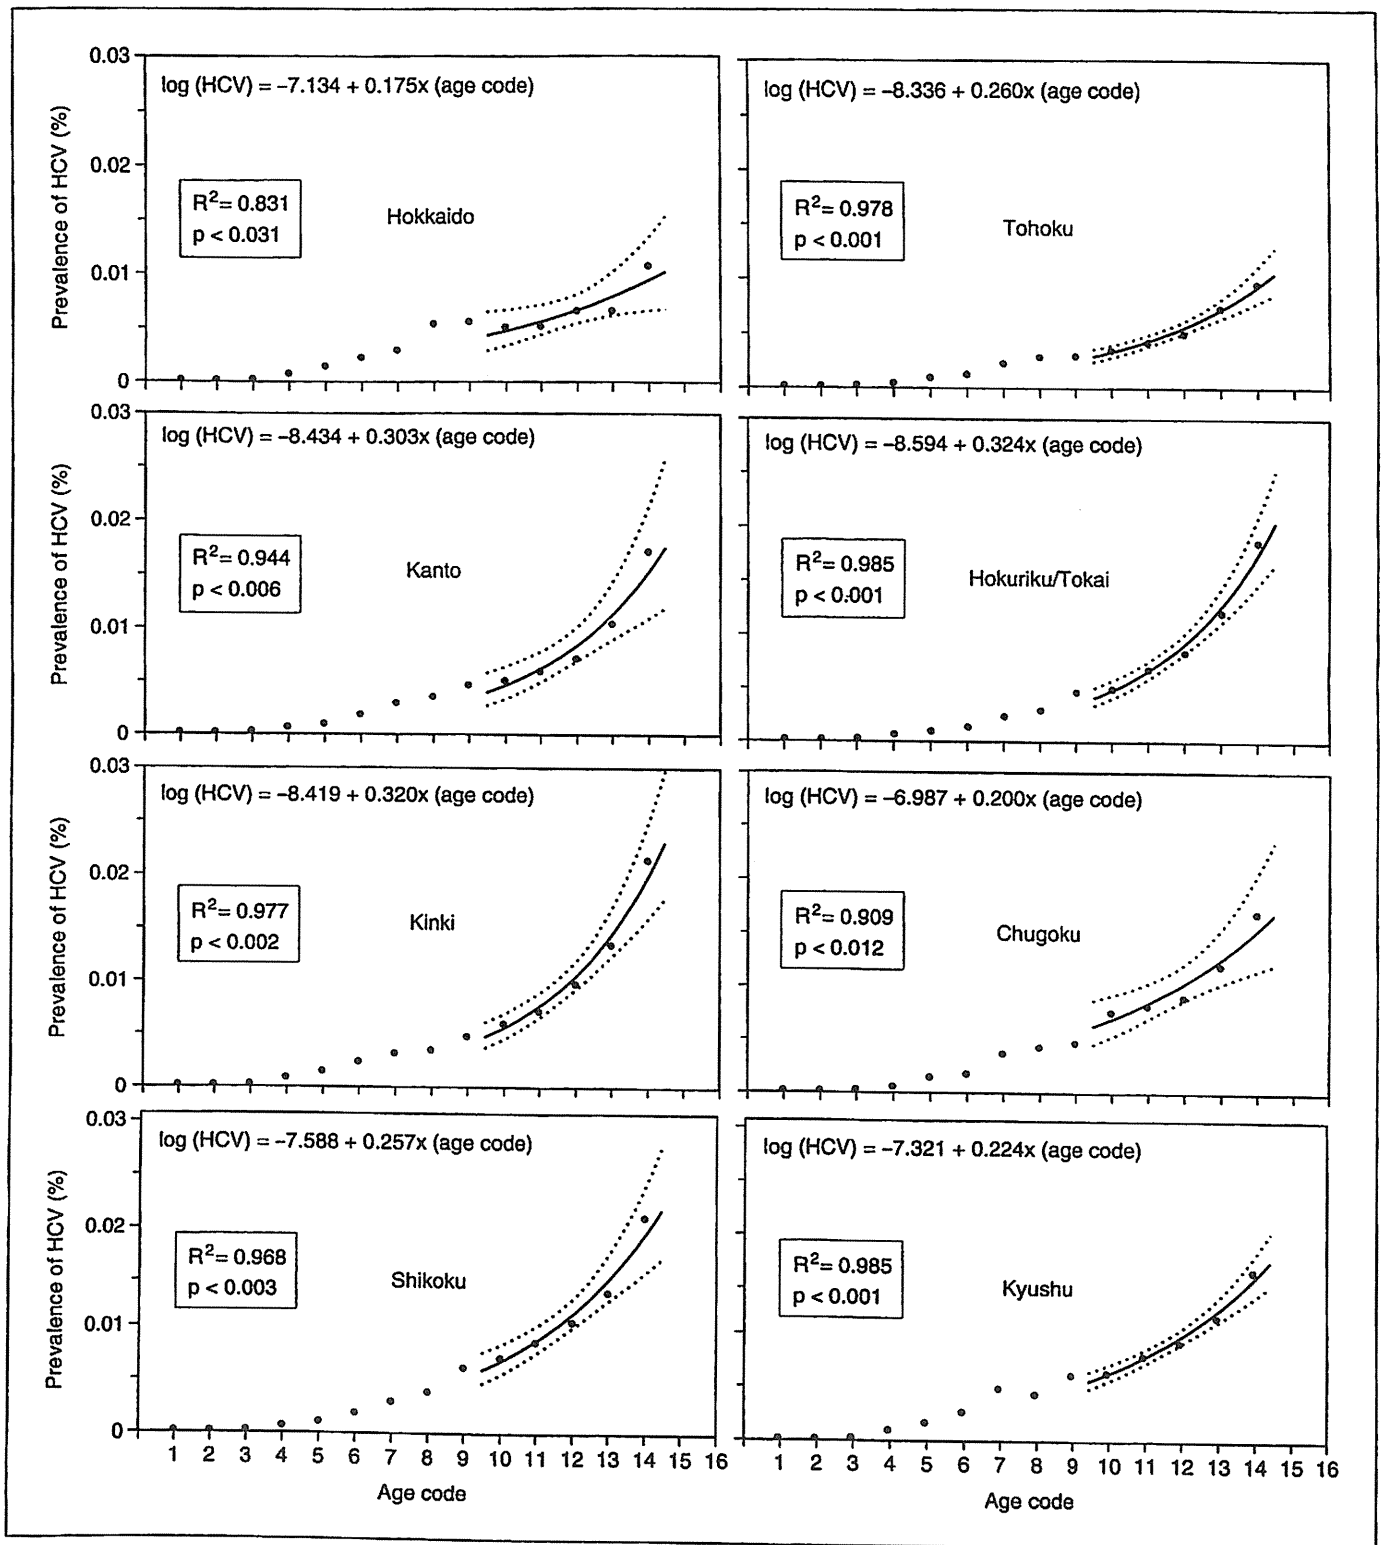 0.03
0.02
0.01
0
Prevalence of HCV (%)
log (HCV) = −7.134 + 0.175x (age code)
R2= 0.831
p < 0.031
Hokkaido
log (HCV) = −8.336 + 0.260x (age code)
R2= 0.978
p < 0.001
Tohoku
0.03
0.02
0.01
0
Prevalence of HCV (%)
log (HCV) = −8.434 + 0.303x (age code)
R2= 0.944
p < 0.006
Kanto
log (HCV) = −8.594 + 0.324x (age code)
R2= 0.985
p < 0.001
Hokuriku/Tokai
0.03
0.02
0.01
0
Prevalence of HCV (%)
log (HCV) = −8.419 + 0.320x (age code)
R2= 0.977
p < 0.002
Kinki
log (HCV) = −6.987 + 0.200x (age code)
R2= 0.909
p < 0.012
Chugoku
0.03
0.02
0.01
0
Prevalence of HCV (%)
log (HCV) = −7.588 + 0.257x (age code)
R2= 0.968
p < 0.003
Shikoku
1 2 3 4 5 6 7 8 9 10 11 12 13 14 15 16
Age code
log (HCV) = −7.321 + 0.224x (age code)
R2= 0.985
p < 0.001
Kyushu
1 2 3 4 5 6 7 8 9 10 11 12 13 14 15 16
Age code